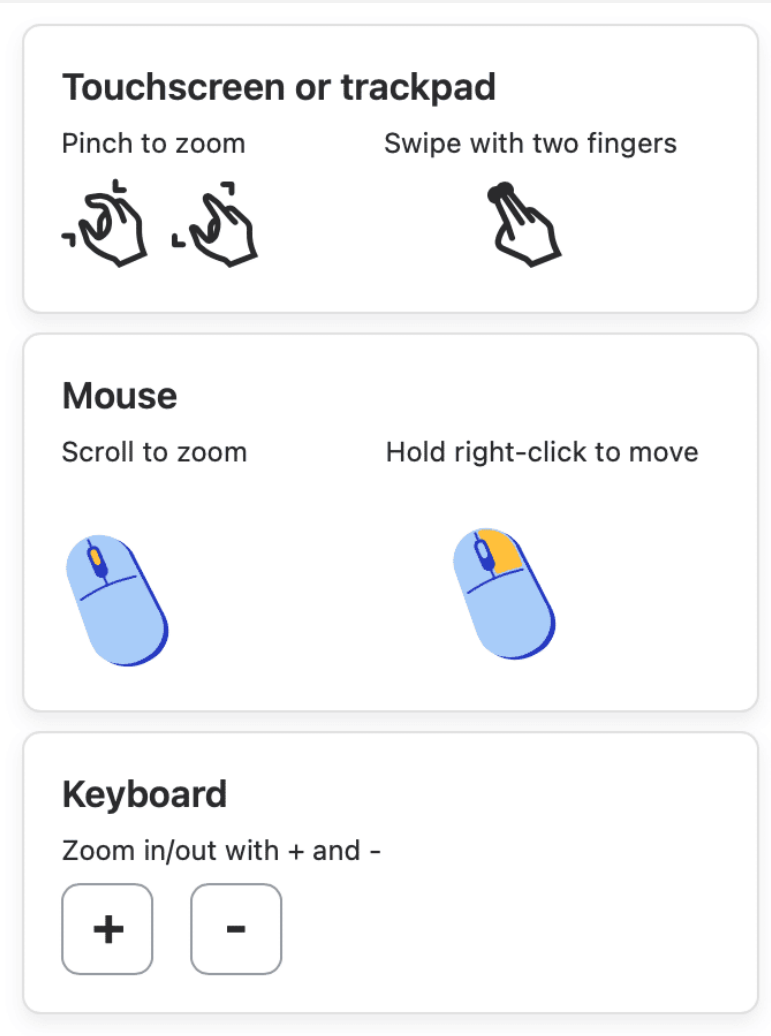 Touchscreen or trackpad
Pinch to zoom
Swipe with two fingers
Mouse
Scroll to zoom
Hold right-click to move
Keyboard
Zoom in/out with + and -
+
-